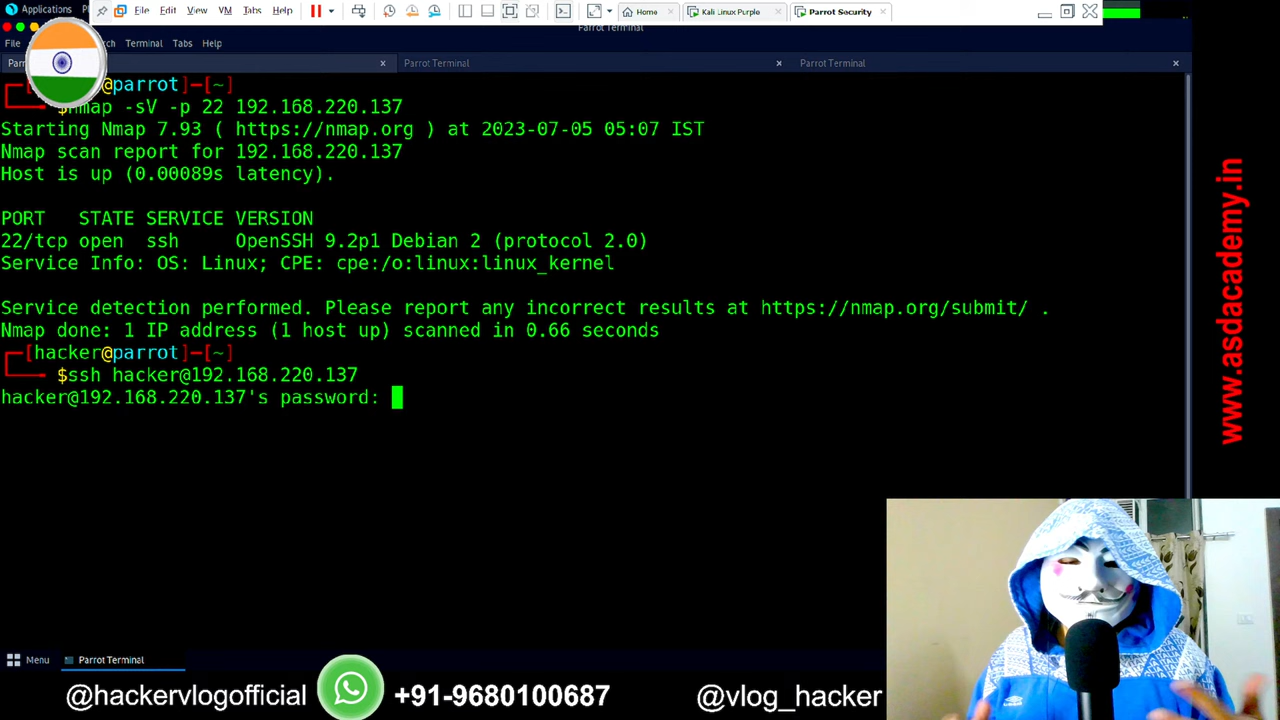 Applications
File Edit View VM Tabs Help
Home
Kali Linux Purple
Parrot Security
Parrot Terminal
File
Terminal Tabs Help
Parrot Terminal
Parrot Terminal
@parrot]─[~]
$nmap -sV -p 22 192.168.220.137
Starting Nmap 7.93 ( https://nmap.org ) at 2023-07-05 05:07 IST
Nmap scan report for 192.168.220.137
Host is up (0.00089s latency).
PORT STATE SERVICE VERSION
22/tcp open ssh OpenSSH 9.2p1 Debian 2 (protocol 2.0)
Service Info: OS: Linux; CPE: cpe:/o:linux:linux_kernel
Service detection performed. Please report any incorrect results at https://nmap.org/submit/ .
Nmap done: 1 IP address (1 host up) scanned in 0.66 seconds
[hacker@parrot]─[~]
$ssh hacker@192.168.220.137
hacker@192.168.220.137's password:
www.asdacademy.in
Menu
Parrot Terminal
@hackervlogofficial
+91-9680100687
@vlog_hacker